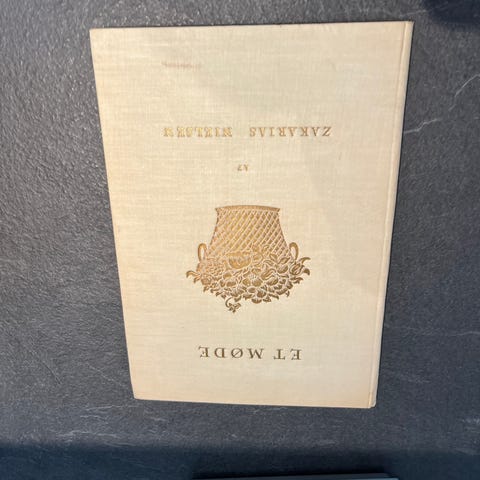 ET MØDE
AF
ZAKARIAS NIELSEN